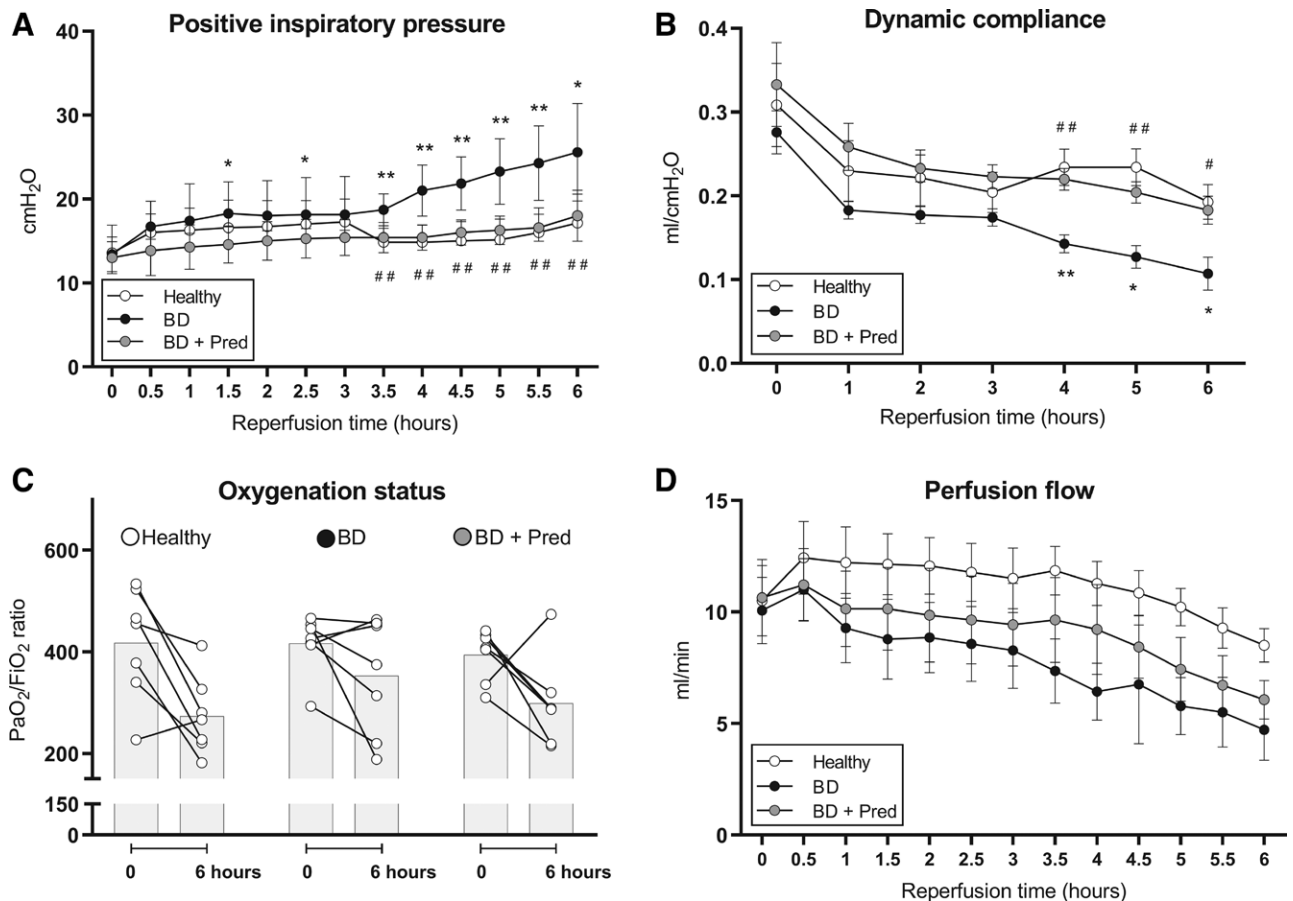 A
Positive inspiratory pressure
cmH₂O
40
30
20
10
0
* * ** ** ** ** ** *
## ## ## ## ## ##
Healthy
BD
BD + Pred
0 0.5 1 1.5 2 2.5 3 3.5 4 4.5 5 5.5 6
Reperfusion time (hours)
B
Dynamic compliance
ml/cmH₂O
0.4
0.3
0.2
0.1
0.0
## ## #
** * *
Healthy
BD
BD + Pred
0 1 2 3 4 5 6
Reperfusion time (hours)
C
Oxygenation status
Healthy BD BD + Pred
PaO₂/FiO₂ ratio
600
400
200
150
0
0 6 hours 0 6 hours 0 6 hours
D
Perfusion flow
ml/min
15
10
5
0
Healthy
BD
BD + Pred
0 0.5 1 1.5 2 2.5 3 3.5 4 4.5 5 5.5 6
Reperfusion time (hours)